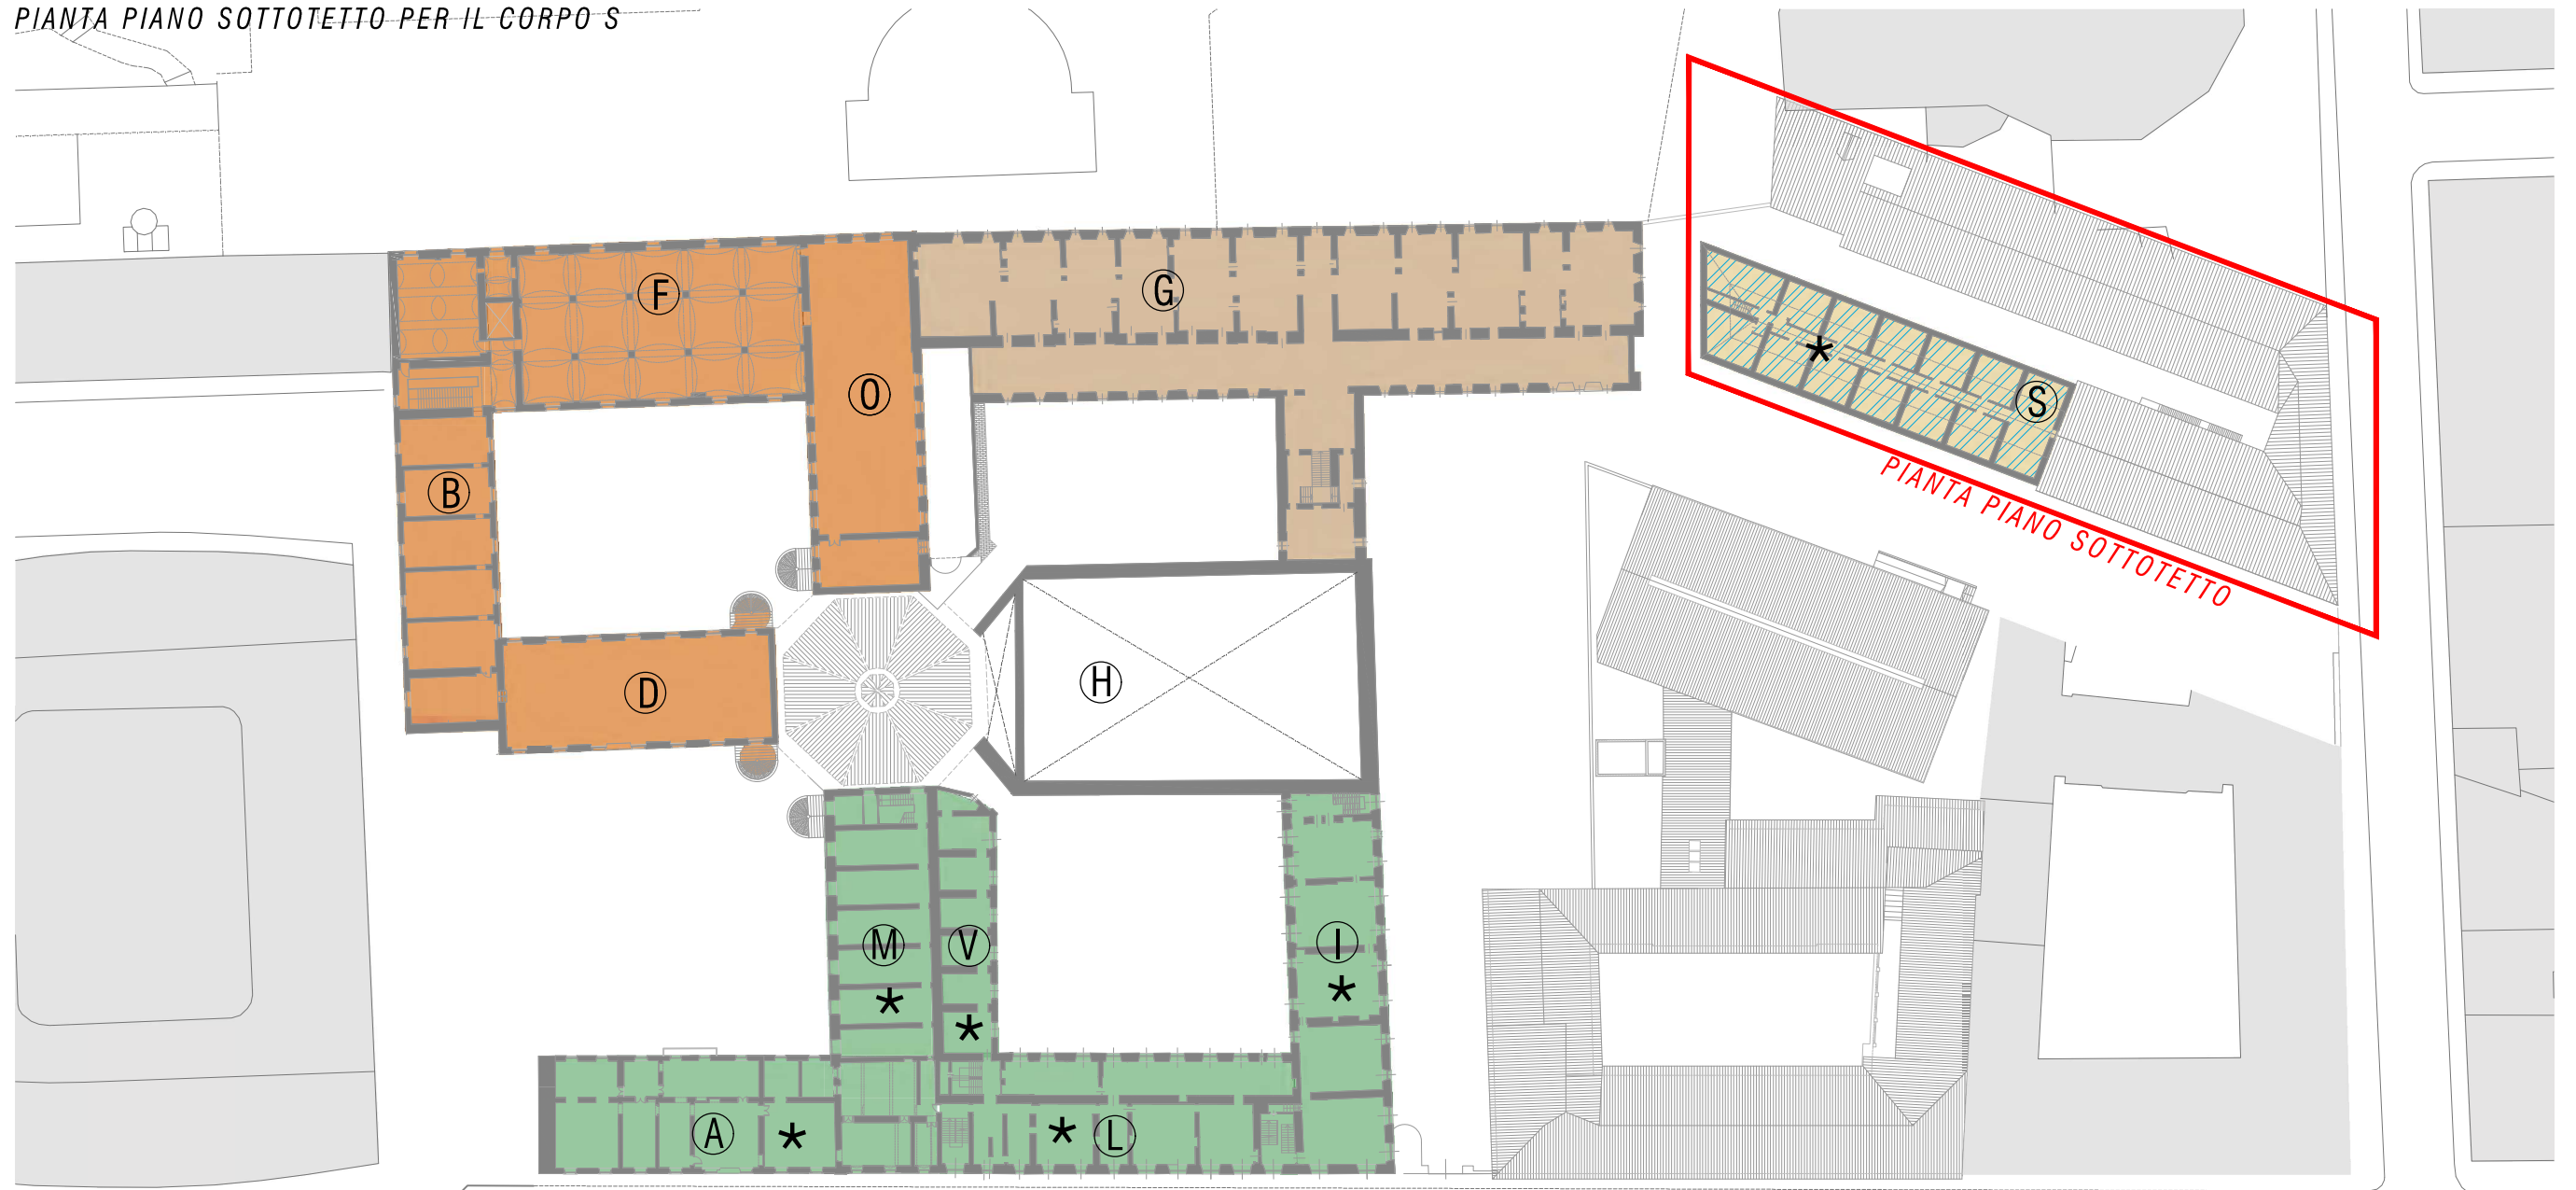 PIANTA PIANO SOTTOTETTO PER IL CORPO S
F
G
*
O
S
B
PIANTA PIANO SOTTOTETTO
H
D
M
V
I
*
*
*
A
*
*
L